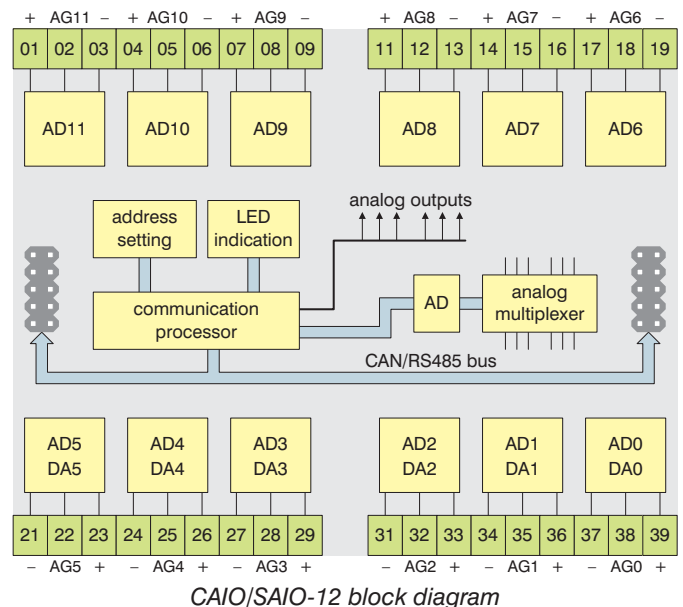 + AG11 − + AG10 − + AG9 − + AG8 − + AG7 − + AG6 −
01 02 03 04 05 06 07 08 09 11 12 13 14 15 16 17 18 19
AD11 AD10 AD9 AD8 AD7 AD6
address
setting
LED
indication
analog outputs
communication
processor
AD
analog
multiplexer
CAN/RS485 bus
AD5
DA5
AD4
DA4
AD3
DA3
AD2
DA2
AD1
DA1
AD0
DA0
21 22 23 24 25 26 27 28 29 31 32 33 34 35 36 37 38 39
− AG5 + − AG4 + − AG3 + − AG2 + − AG1 + − AG0 +
CAIO/SAIO-12 block diagram